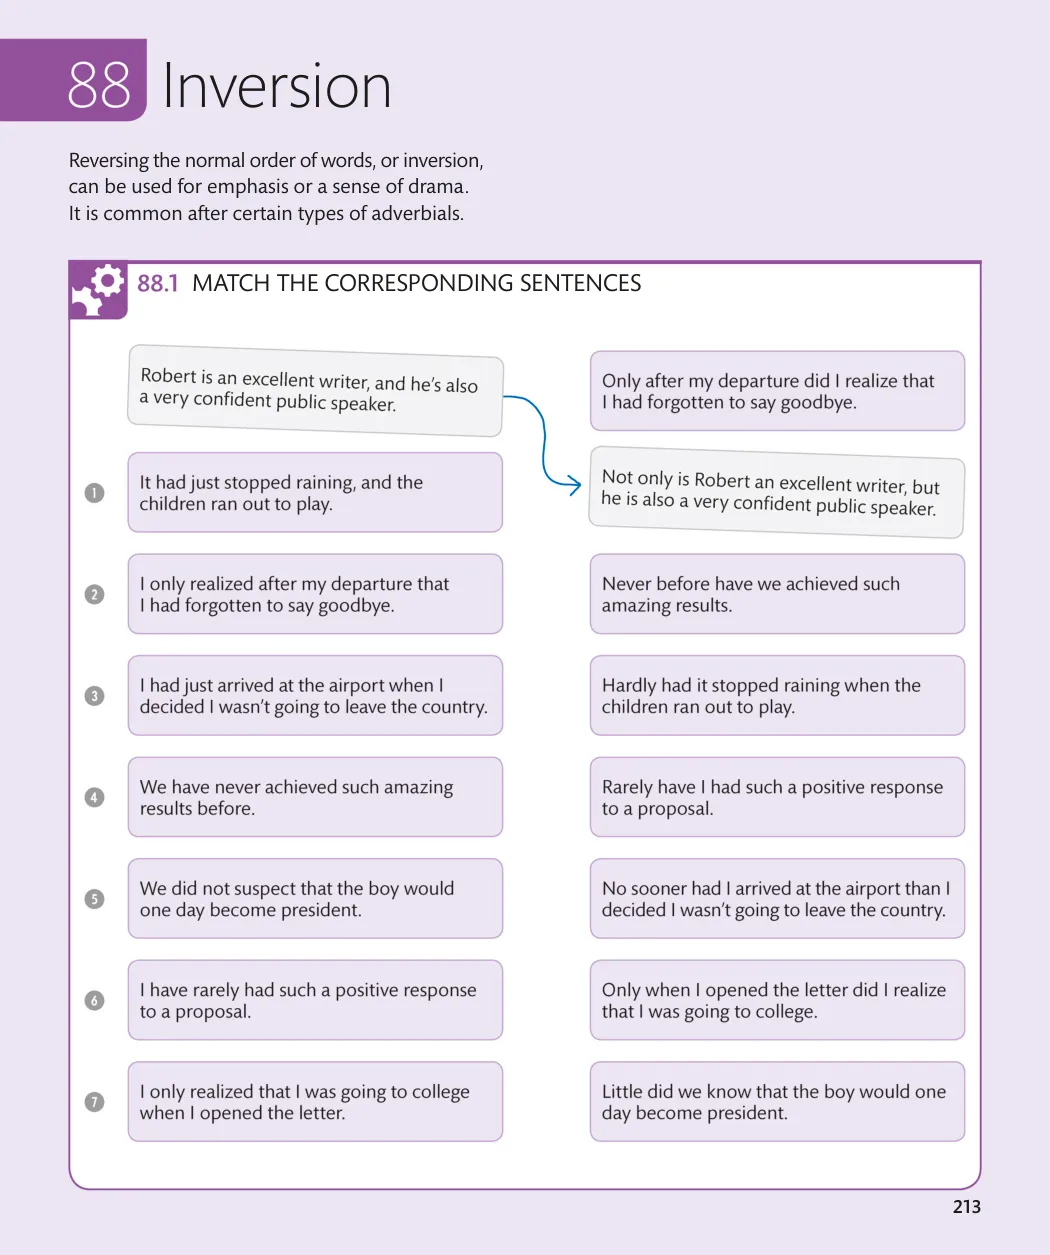 88 Inversion
Reversing the normal order of words, or inversion,
can be used for emphasis or a sense of drama.
It is common after certain types of adverbials.
88.1 MATCH THE CORRESPONDING SENTENCES
Robert is an excellent writer, and he's also
a very confident public speaker.
Only after my departure did I realize that
I had forgotten to say goodbye.
1
It had just stopped raining, and the
children ran out to play.
Not only is Robert an excellent writer, but
he is also a very confident public speaker.
2
I only realized after my departure that
I had forgotten to say goodbye.
Never before have we achieved such
amazing results.
3
I had just arrived at the airport when I
decided I wasn't going to leave the country.
Hardly had it stopped raining when the
children ran out to play.
4
We have never achieved such amazing
results before.
Rarely have I had such a positive response
to a proposal.
5
We did not suspect that the boy would
one day become president.
No sooner had I arrived at the airport than I
decided I wasn't going to leave the country.
6
I have rarely had such a positive response
to a proposal.
Only when I opened the letter did I realize
that I was going to college.
7
I only realized that I was going to college
when I opened the letter.
Little did we know that the boy would one
day become president.
213